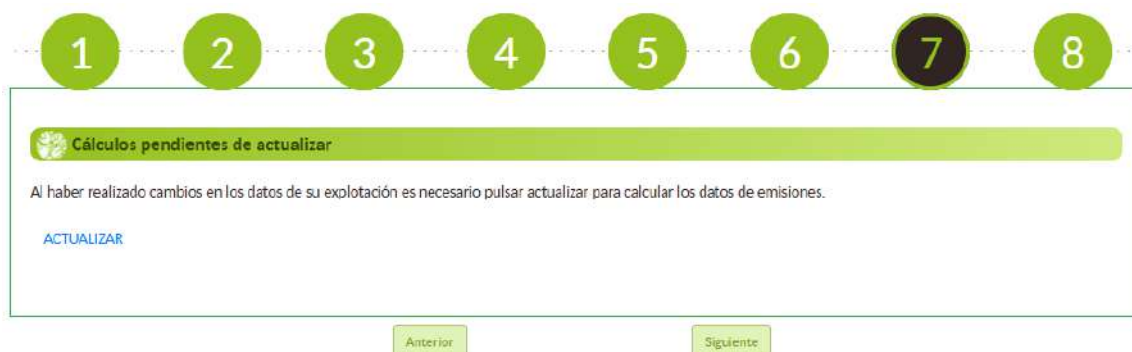 1 2 3 4 5 6 7 8
Cálculos pendientes de actualizar
Al haber realizado cambios en los datos de su explotación es necesario pulsar actualizar para calcular los datos de emisiones.
ACTUALIZAR
Anterior Siguiente